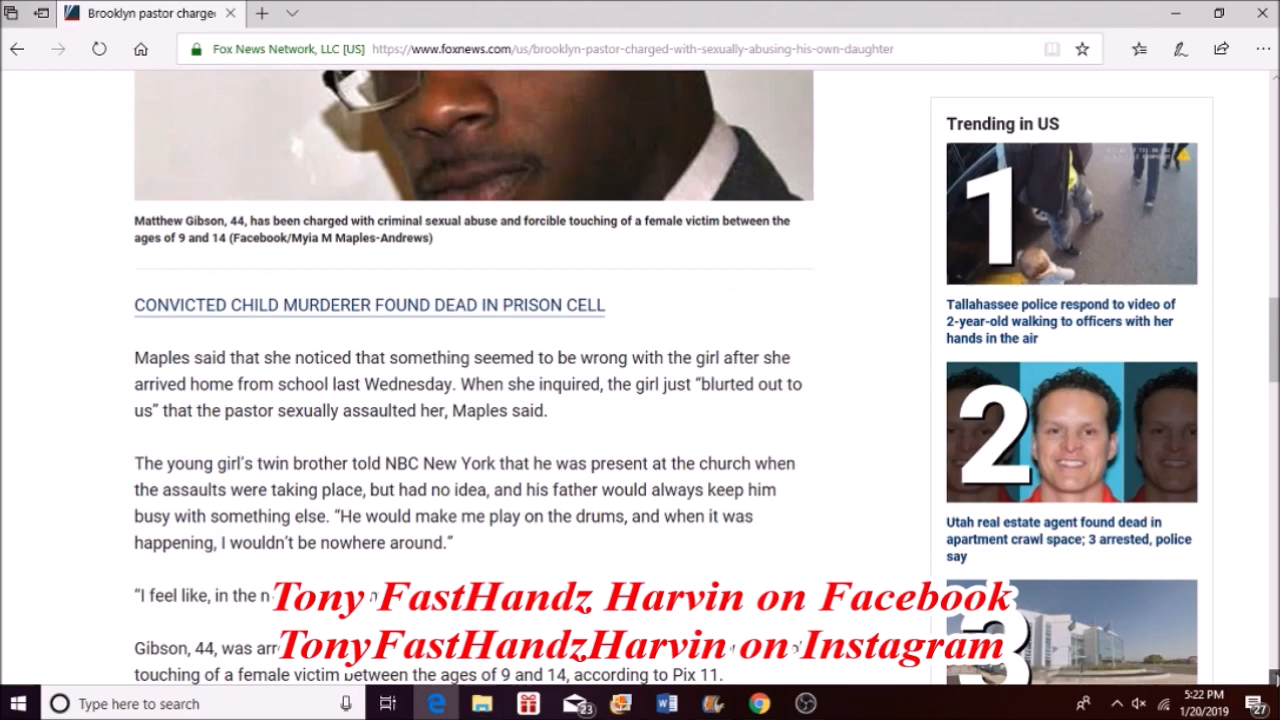 Brooklyn pastor charge
Fox News Network, LLC [US] https://www.foxnews.com/us/brooklyn-pastor-charged-with-sexually-abusing-his-own-daughter
Matthew Gibson, 44, has been charged with criminal sexual abuse and forcible touching of a female victim between the
ages of 9 and 14 (Facebook/Myia M Maples-Andrews)
CONVICTED CHILD MURDERER FOUND DEAD IN PRISON CELL
Maples said that she noticed that something seemed to be wrong with the girl after she
arrived home from school last Wednesday. When she inquired, the girl just “blurted out to
us” that the pastor sexually assaulted her, Maples said.
The young girl’s twin brother told NBC New York that he was present at the church when
the assaults were taking place, but had no idea, and his father would always keep him
busy with something else. “He would make me play on the drums, and when it was
happening, I wouldn’t be nowhere around.”
“I feel like, in the
Gibson, 44, was
touching of a female victim between the ages of 9 and 14, according to Pix 11.
Tony FastHandz Harvin on Facebook
TonyFastHandzHarvin on Instagram
Trending in US
1
Tallahassee police respond to video of
2-year-old walking to officers with her
hands in the air
2
Utah real estate agent found dead in
apartment crawl space; 3 arrested, police
say
3
Type here to search
23
5:22 PM
1/20/2019
27